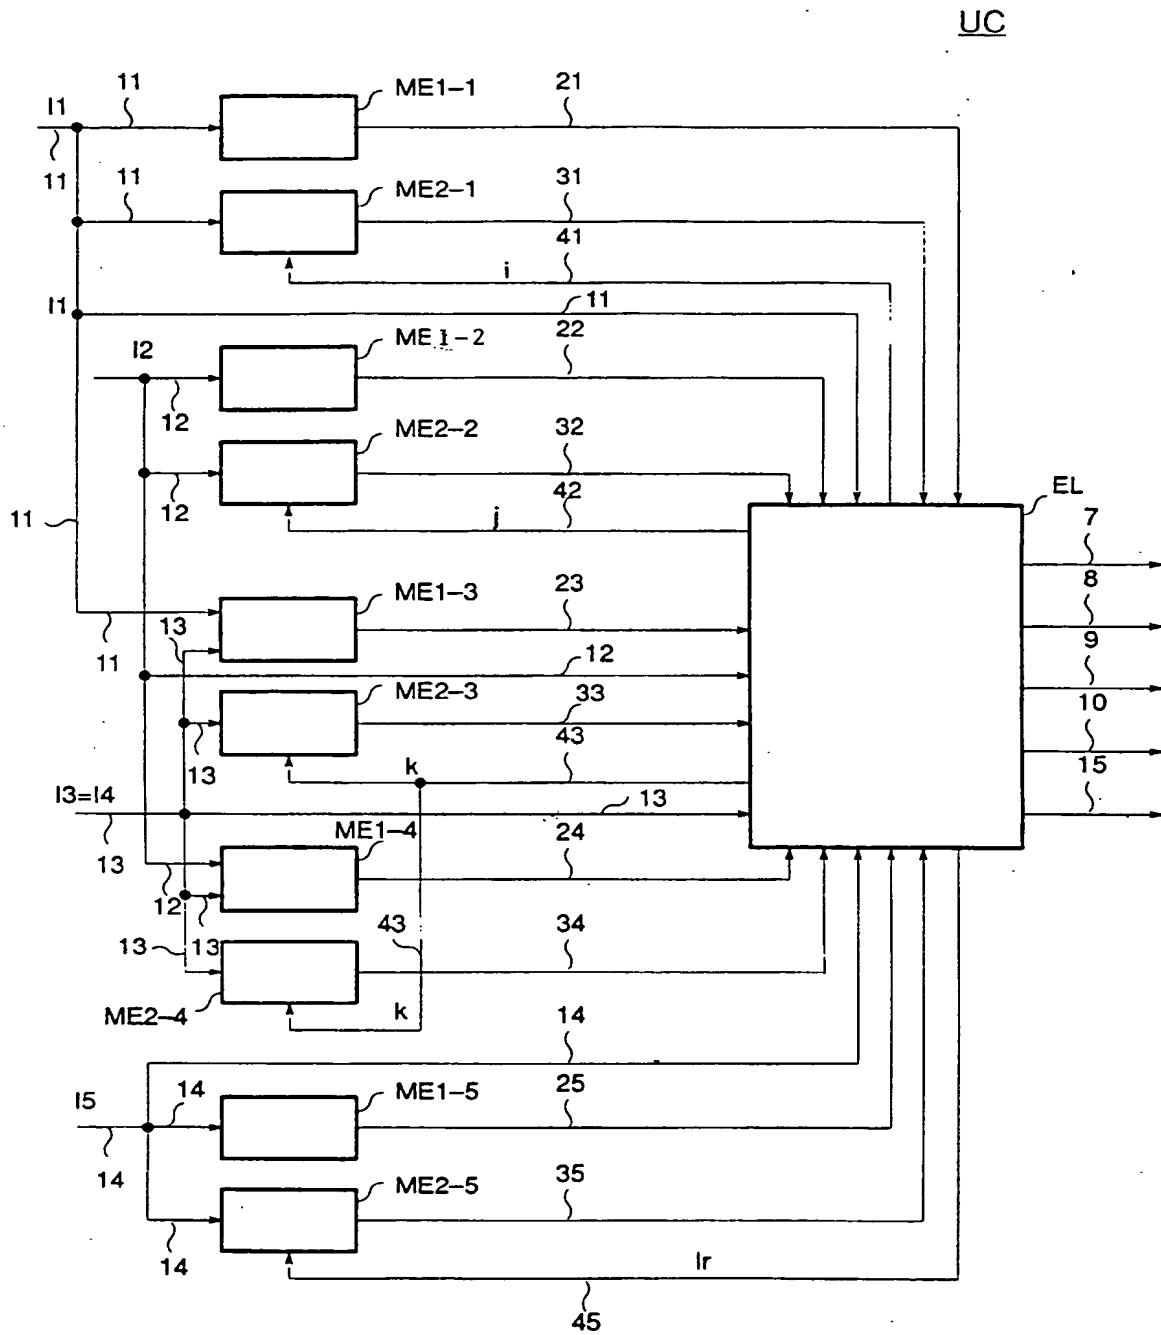 UC
I1 11 ME1-1 21
11
11 ME2-1 31
41
i
I1 11
I2 ME1-2 22
12
ME2-2 32
12 42
j
11
EL
7
8
9
10
15
ME1-3 23
13
11 12
ME2-3 33
13 43
k
I3=I4 13
13 ME1-4 24
12 13
13 43 34
ME2-4 k
14
I5 14 ME1-5 25
14
ME2-5 35
14
Ir
45